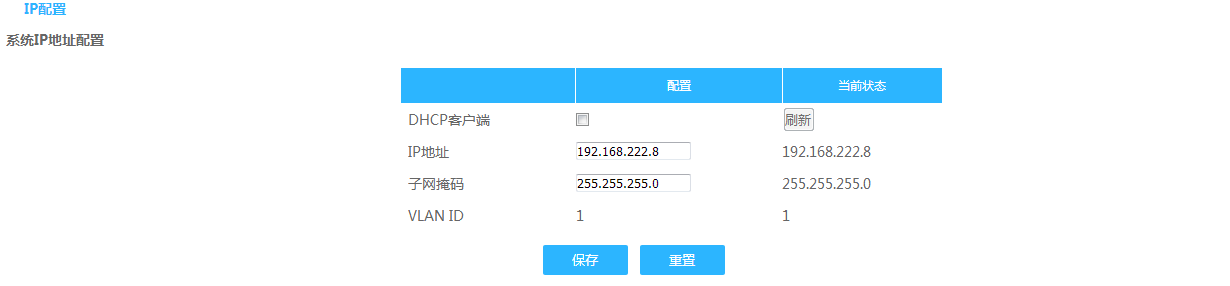 IP配置
系统IP地址配置
配置 当前状态
DHCP客户端 刷新
IP地址 192.168.222.8 192.168.222.8
子网掩码 255.255.255.0 255.255.255.0
VLAN ID 1 1
保存 重置